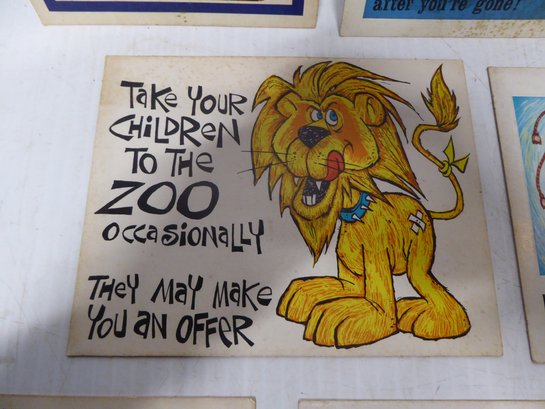 after you're gone!
TAKE YOUR
CHILDREN
TO THE
ZOO
OCCASIONALLY
THEY MAY MAKE
YOU AN OFFER